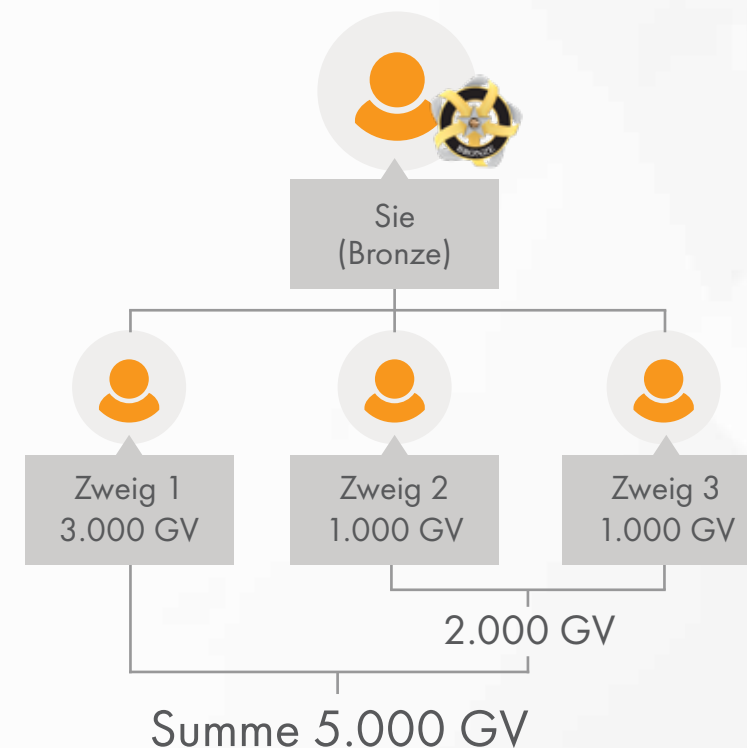 BRONZE
Sie
(Bronze)
Zweig 1
3.000 GV
Zweig 2
1.000 GV
Zweig 3
1.000 GV
2.000 GV
Summe 5.000 GV